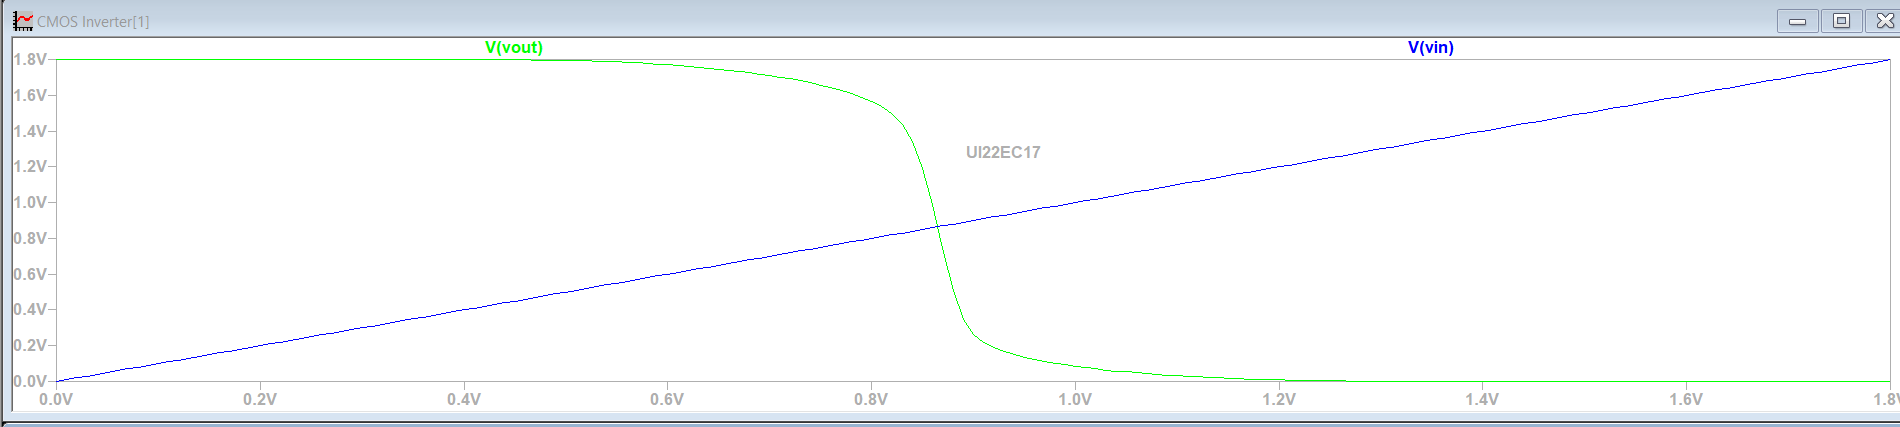 CMOS Inverter[1]
V(vout)
V(vin)
1.8V
1.6V
1.4V
1.2V
1.0V
0.8V
0.6V
0.4V
0.2V
0.0V
UI22EC17
0.0V
0.2V
0.4V
0.6V
0.8V
1.0V
1.2V
1.4V
1.6V
1.8V